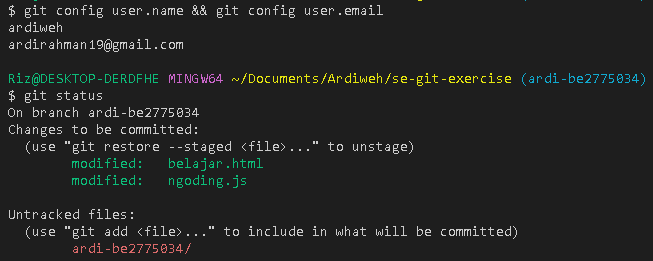 $ git config user.name && git config user.email
ardiweh
ardirahman19@gmail.com
Riz@DESKTOP-DERDFHE MINGW64 ~/Documents/Ardiweh/se-git-exercise (ardi-be2775034)
$ git status
On branch ardi-be2775034
Changes to be committed:
  (use "git restore --staged <file>..." to unstage)
        modified:   belajar.html
        modified:   ngoding.js
Untracked files:
  (use "git add <file>..." to include in what will be committed)
        ardi-be2775034/